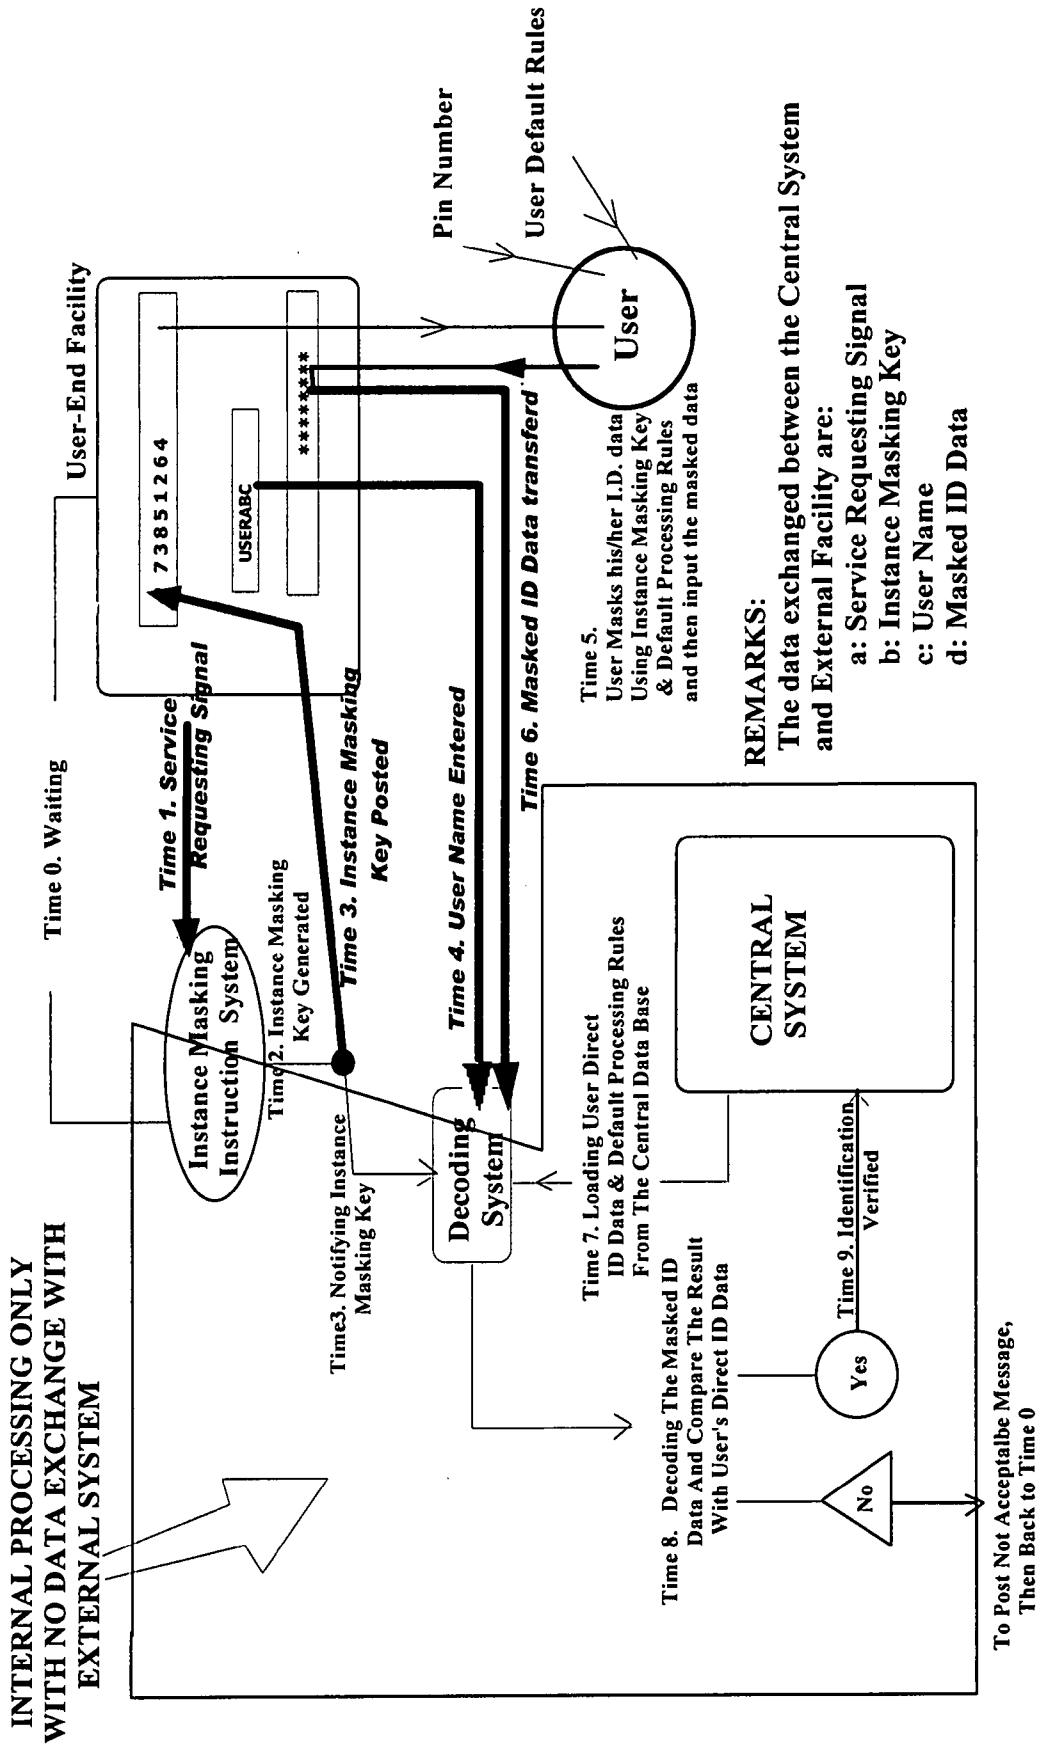 INTERNAL PROCESSING ONLY
WITH NO DATA EXCHANGE WITH
EXTERNAL SYSTEM
Time 0. Waiting
User-End Facility
73851264
USERABC
*********
Time 1. Service
Requesting Signal
Instance Masking
Instruction System
Time 2. Instance Masking
Key Generated
Time 3. Instance Masking
Key Posted
Time3. Notifying Instance
Masking Key
Time 4. User Name Entered
Time 6. Masked ID Data transferd
Pin Number
User Default Rules
User
Time 5.
User Masks his/her I.D. data
Using Instance Masking Key
& Default Processing Rules
and then input the masked data
Decoding
System
Time 7. Loading User Direct
ID Data & Default Processing Rules
From The Central Data Base
Time 8. Decoding The Masked ID
Data And Compare The Result
With User's Direct ID Data
CENTRAL
SYSTEM
Time 9. Identification
Verified
Yes
No
To Post Not Acceptalbe Message,
Then Back to Time 0
REMARKS:
The data exchanged between the Central System
and External Facility are:
a: Service Requesting Signal
b: Instance Masking Key
c: User Name
d: Masked ID Data